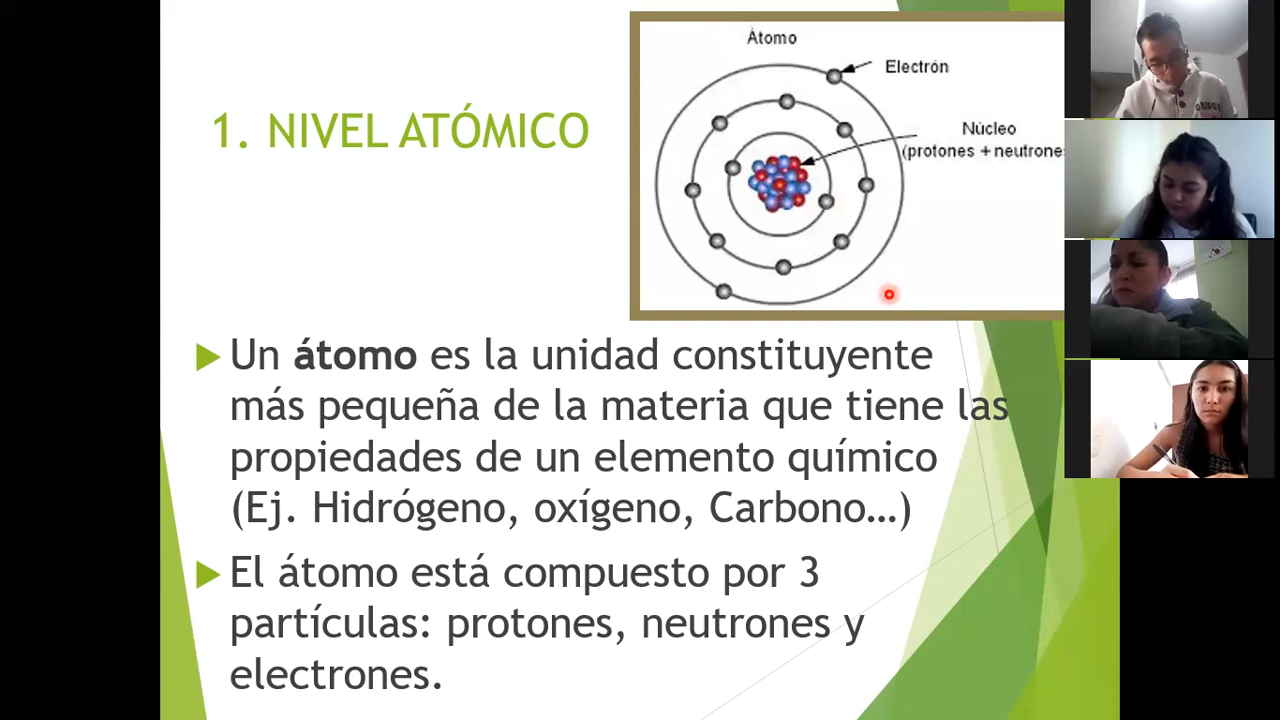 1. NIVEL ATÓMICO
Átomo
Electrón
Núcleo
(protones + neutrone
Un átomo es la unidad constituyente
más pequeña de la materia que tiene las
propiedades de un elemento químico
(Ej. Hidrógeno, oxígeno, Carbono…)
El átomo está compuesto por 3
partículas: protones, neutrones y
electrones.